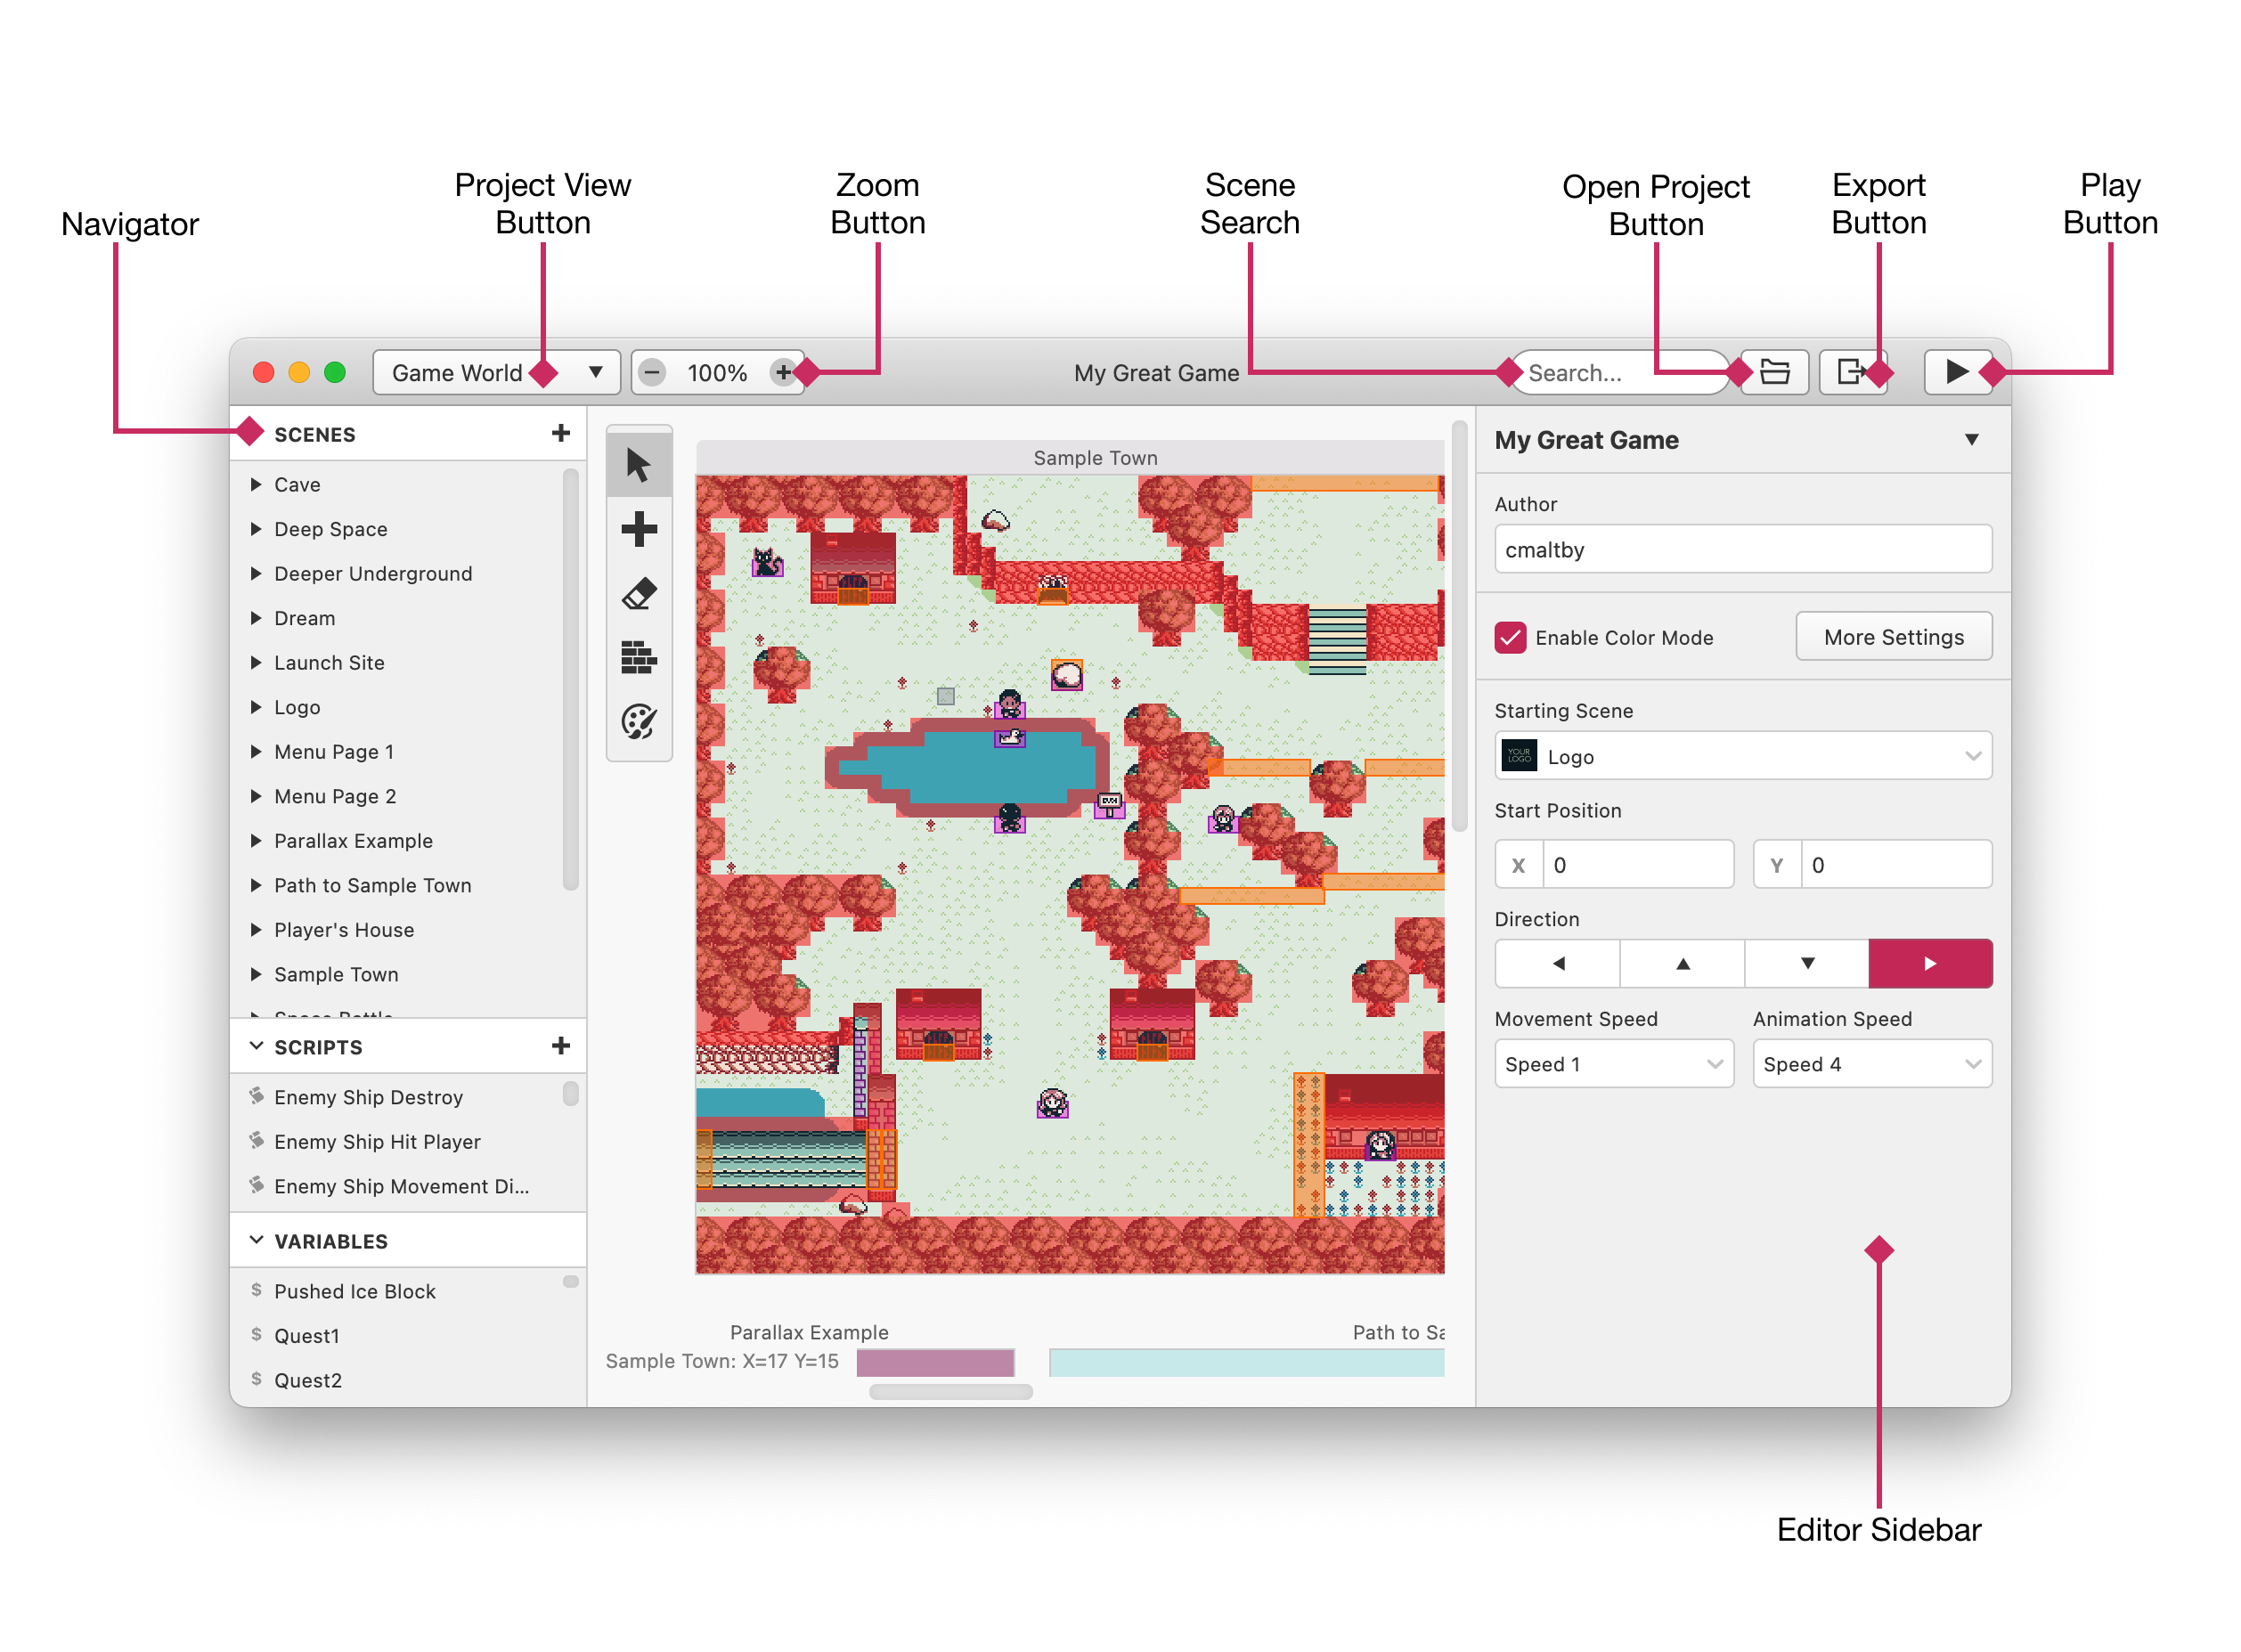 Navigator
Project View
Button
Zoom
Button
Scene
Search
Open Project
Button
Export
Button
Play
Button
Game World
100%
My Great Game
Search...
SCENES
Cave
Deep Space
Deeper Underground
Dream
Launch Site
Logo
Menu Page 1
Menu Page 2
Parallax Example
Path to Sample Town
Player's House
Sample Town
Space Battle
SCRIPTS
Enemy Ship Destroy
Enemy Ship Hit Player
Enemy Ship Movement Di...
VARIABLES
$ Pushed Ice Block
$ Quest1
$ Quest2
Sample Town
Parallax Example
Path to Sa
Sample Town: X=17 Y=15
My Great Game
Author
cmaltby
Enable Color Mode
More Settings
Starting Scene
YOUR
LOGO
Logo
Start Position
X 0
Y 0
Direction
Movement Speed
Animation Speed
Speed 1
Speed 4
Editor Sidebar